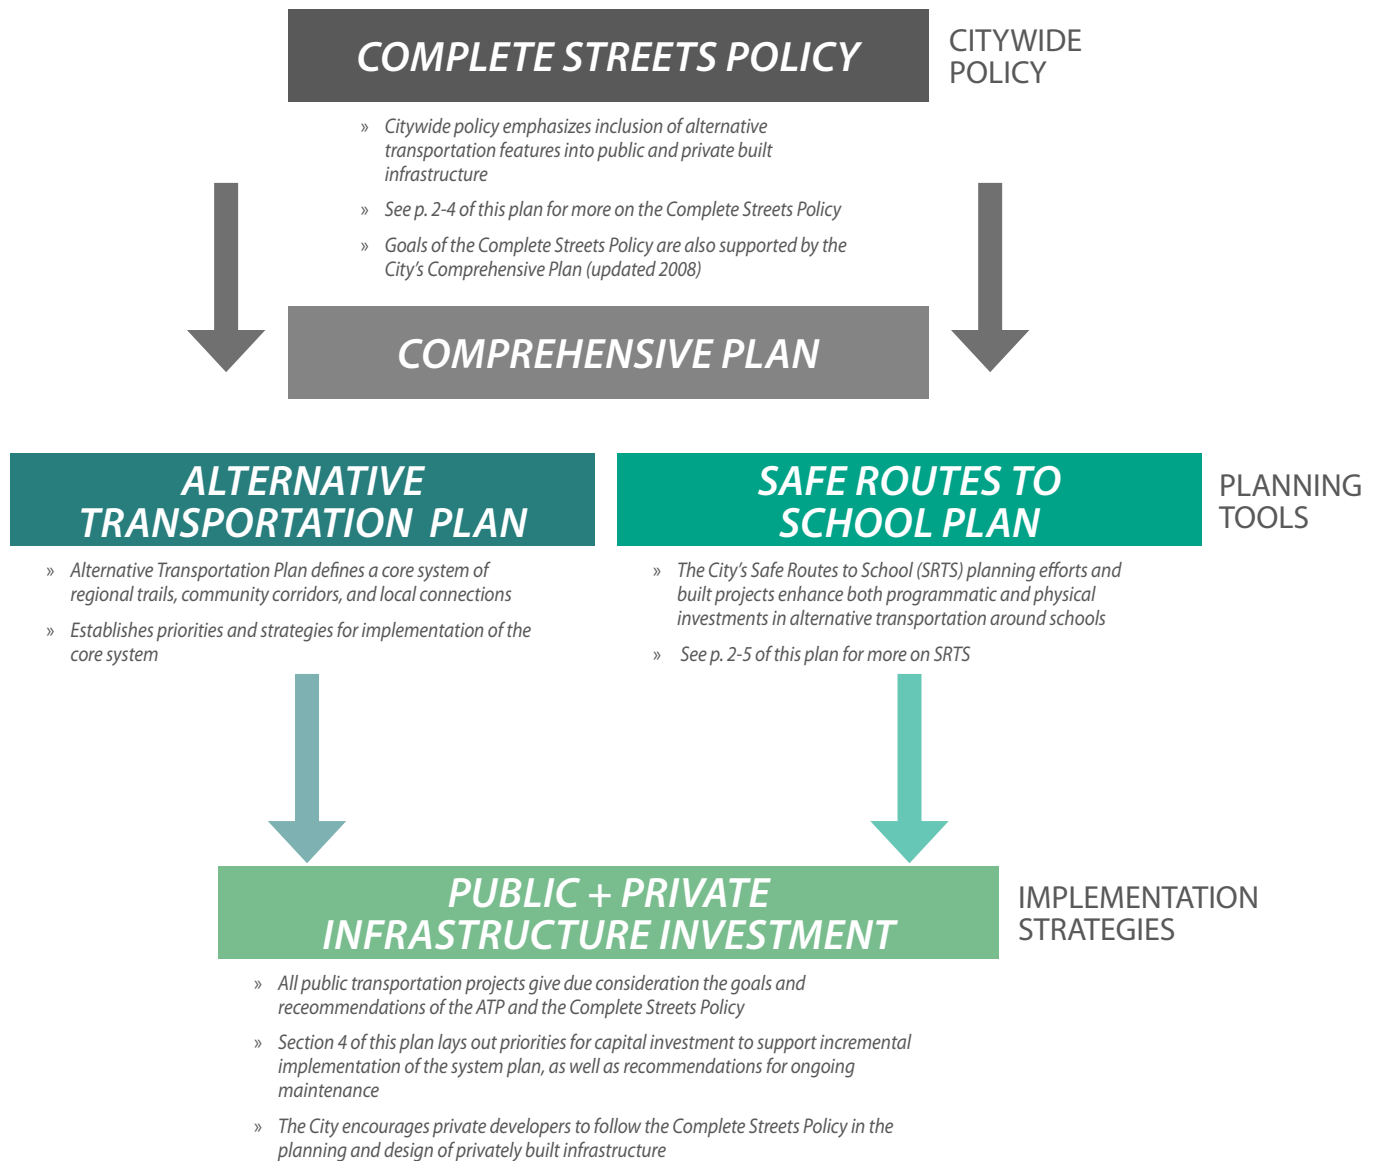 COMPLETE STREETS POLICY
CITYWIDE
POLICY
» Citywide policy emphasizes inclusion of alternative
transportation features into public and private built
infrastructure
» See p. 2-4 of this plan for more on the Complete Streets Policy
» Goals of the Complete Streets Policy are also supported by the
City’s Comprehensive Plan (updated 2008)
COMPREHENSIVE PLAN
ALTERNATIVE
TRANSPORTATION PLAN
» Alternative Transportation Plan defines a core system of
regional trails, community corridors, and local connections
» Establishes priorities and strategies for implementation of the
core system
SAFE ROUTES TO
SCHOOL PLAN
PLANNING
TOOLS
» The City’s Safe Routes to School (SRTS) planning efforts and
built projects enhance both programmatic and physical
investments in alternative transportation around schools
» See p. 2-5 of this plan for more on SRTS
PUBLIC + PRIVATE
INFRASTRUCTURE INVESTMENT
IMPLEMENTATION
STRATEGIES
» All public transportation projects give due consideration the goals and
receommendations of the ATP and the Complete Streets Policy
» Section 4 of this plan lays out priorities for capital investment to support incremental
implementation of the system plan, as well as recommendations for ongoing
maintenance
» The City encourages private developers to follow the Complete Streets Policy in the
planning and design of privately built infrastructure